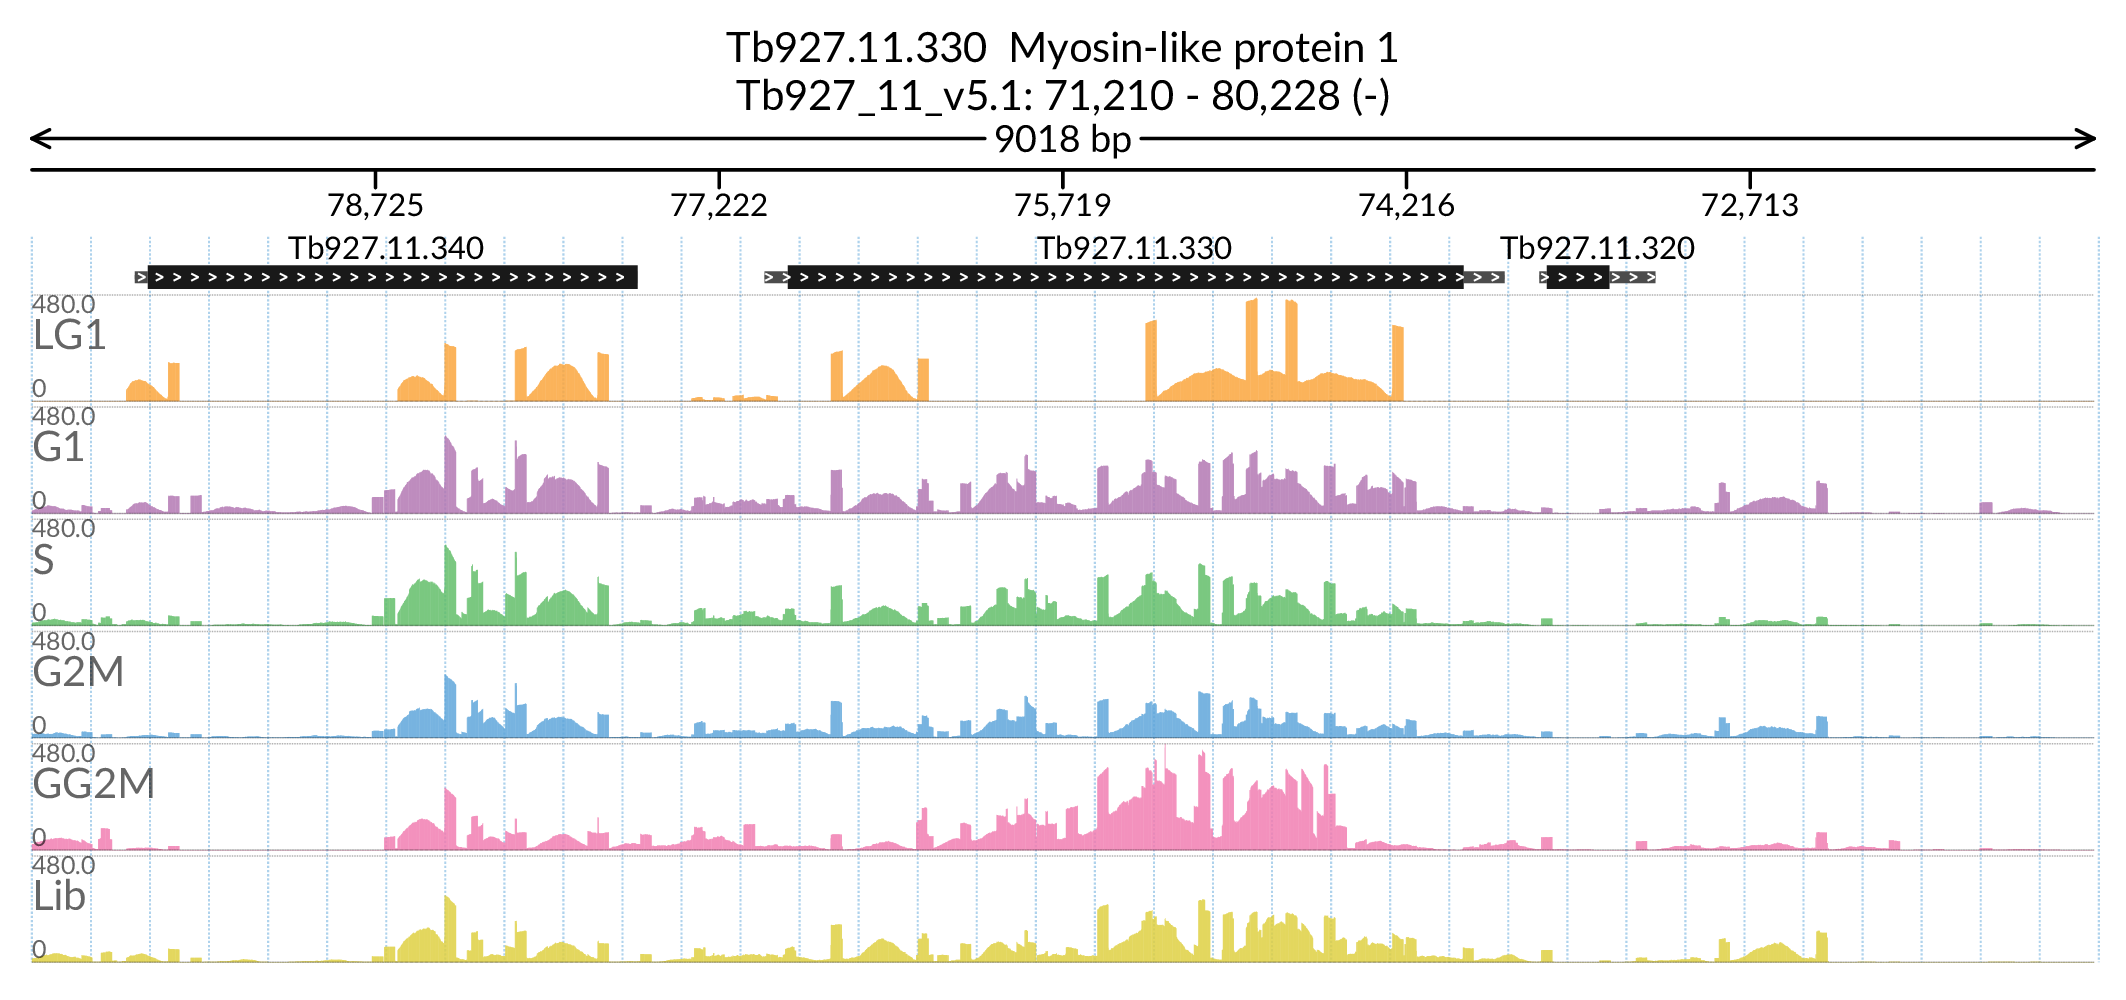 Tb927.11.330  Myosin-like protein 1
Tb927_11_v5.1: 71,210 - 80,228 (-)
9018 bp
78,725 77,222 75,719 74,216 72,713
Tb927.11.340 Tb927.11.330 Tb927.11.320
480.0
LG1
0
480.0
G1
0
480.0
S
0
480.0
G2M
0
480.0
GG2M
0
480.0
Lib
0